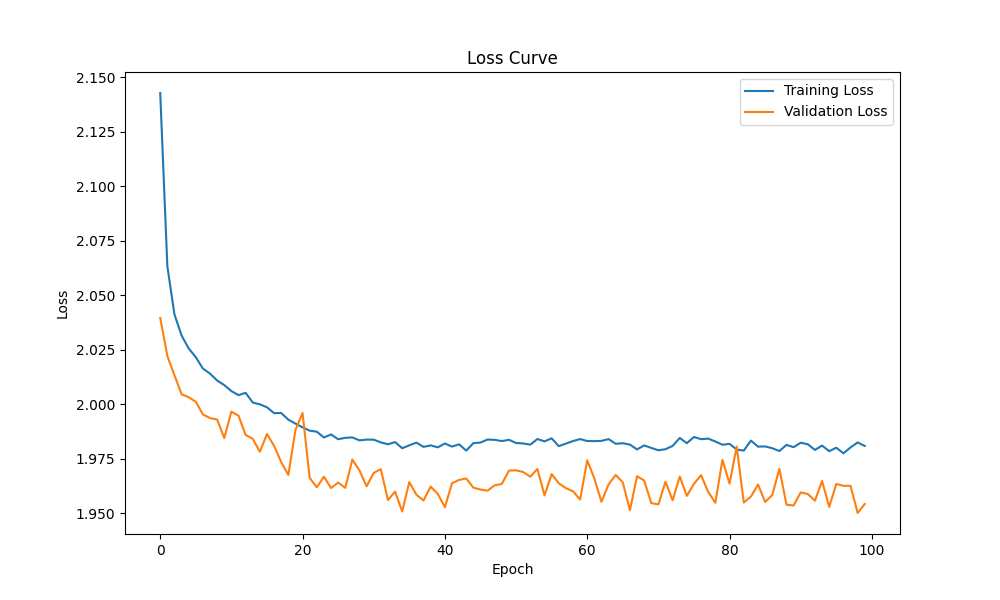 Loss Curve
2.150
2.125
2.100
2.075
2.050
2.025
2.000
1.975
1.950
Loss
Training Loss
Validation Loss
0 20 40 60 80 100
Epoch